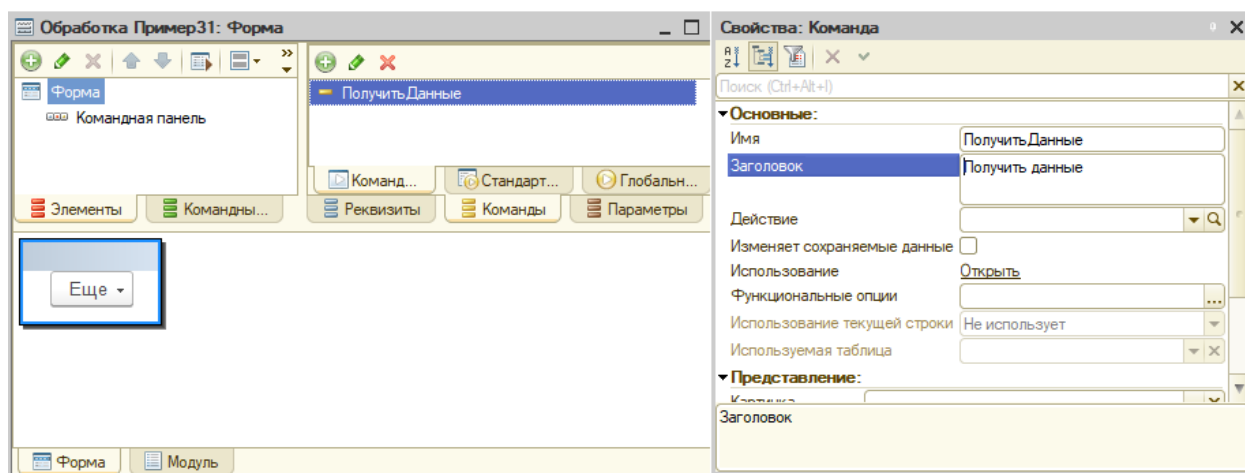 Обработка Пример31: Форма
Форма
Командная панель
Элементы
Командны...
ПолучитьДанные
Команд...
Стандарт...
Глобальн...
Реквизиты
Команды
Параметры
Еще
Форма
Модуль
Свойства: Команда
Поиск (Ctrl+Alt+I)
Основные:
Имя ПолучитьДанные
Заголовок Получить данные
Действие
Изменяет сохраняемые данные
Использование Открыть
Функциональные опции
Использование текущей строки Не использует
Используемая таблица
Представление:
Картинка
Заголовок